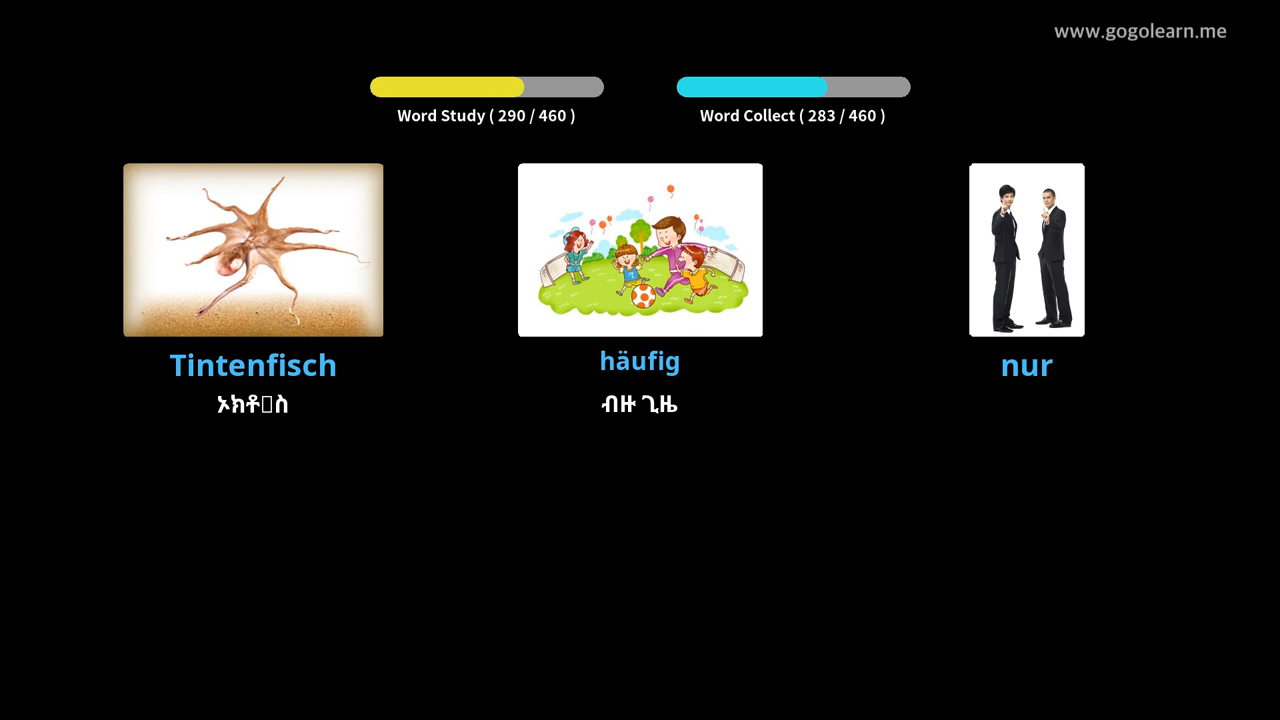 www.gogolearn.me
Word Study ( 290 / 460 )
Word Collect ( 283 / 460 )
Tintenfisch
häufig
nur
ብዙ ጊዜ